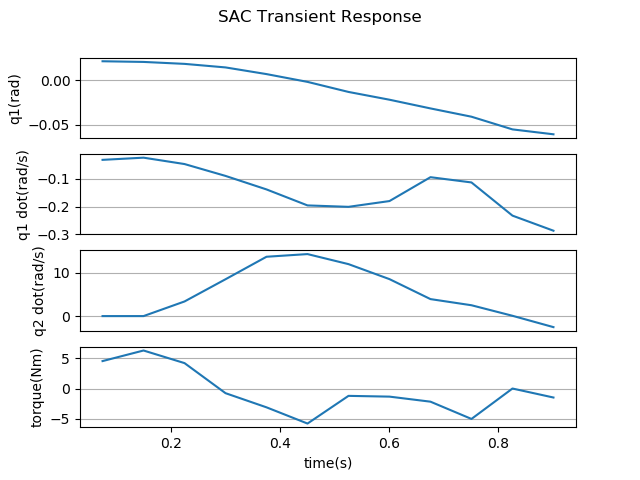 SAC Transient Response
q1(rad)
0.00
−0.05
q1 dot(rad/s)
−0.1
−0.2
−0.3
q2 dot(rad/s)
10
0
torque(Nm)
5
0
−5
0.2 0.4 0.6 0.8
time(s)